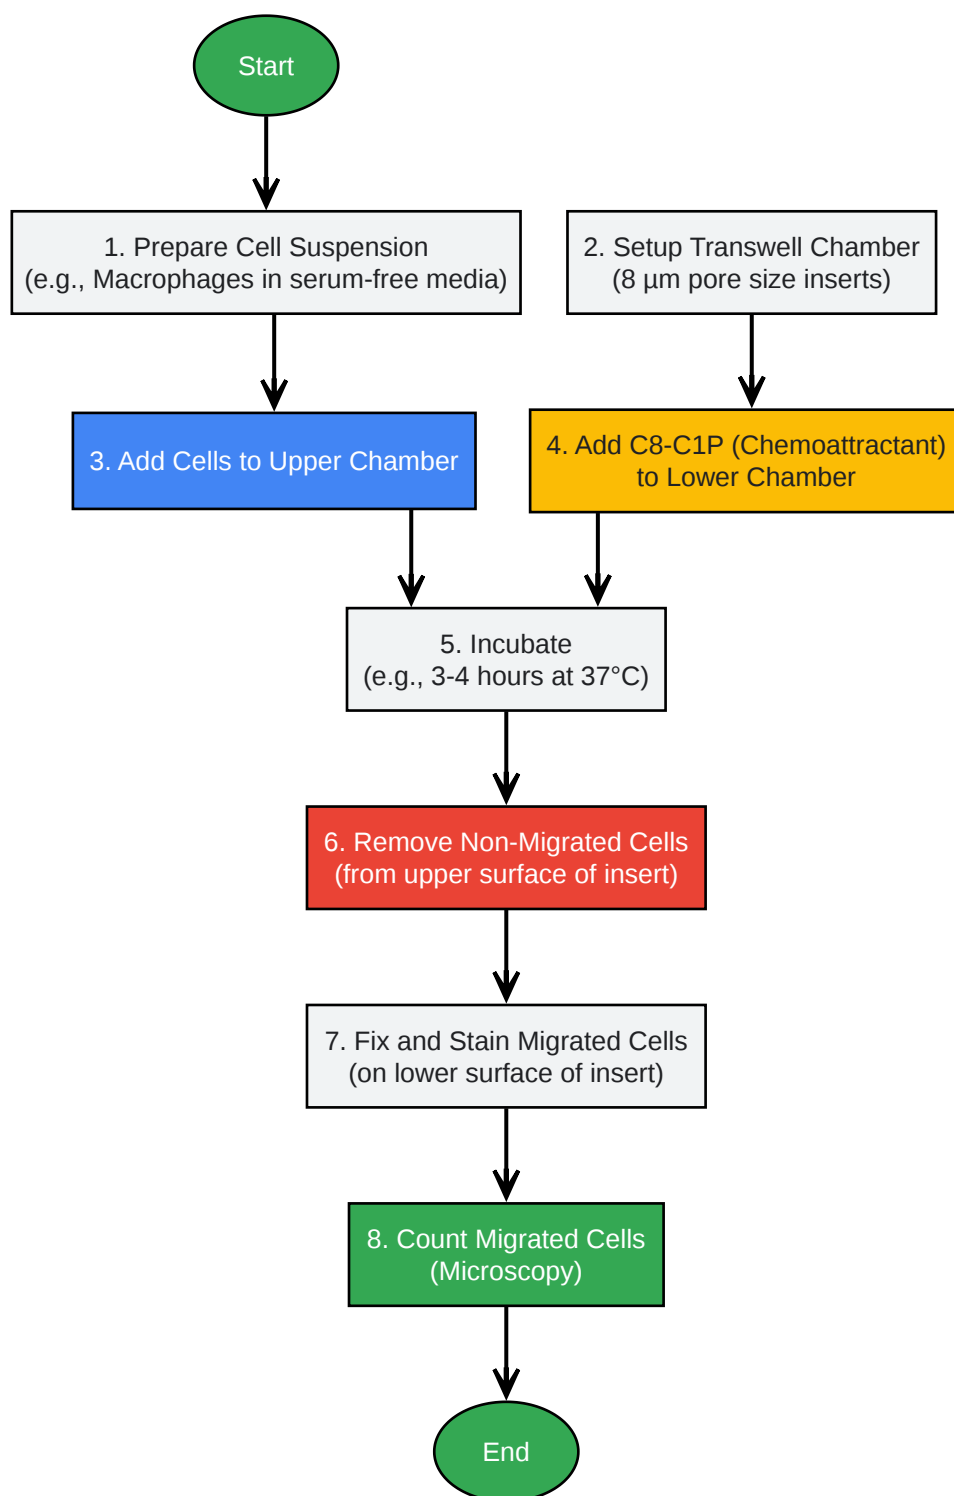 Start
1. Prepare Cell Suspension
(e.g., Macrophages in serum-free media)
2. Setup Transwell Chamber
(8 µm pore size inserts)
3. Add Cells to Upper Chamber
4. Add C8-C1P (Chemoattractant)
to Lower Chamber
5. Incubate
(e.g., 3-4 hours at 37°C)
6. Remove Non-Migrated Cells
(from upper surface of insert)
7. Fix and Stain Migrated Cells
(on lower surface of insert)
8. Count Migrated Cells
(Microscopy)
End